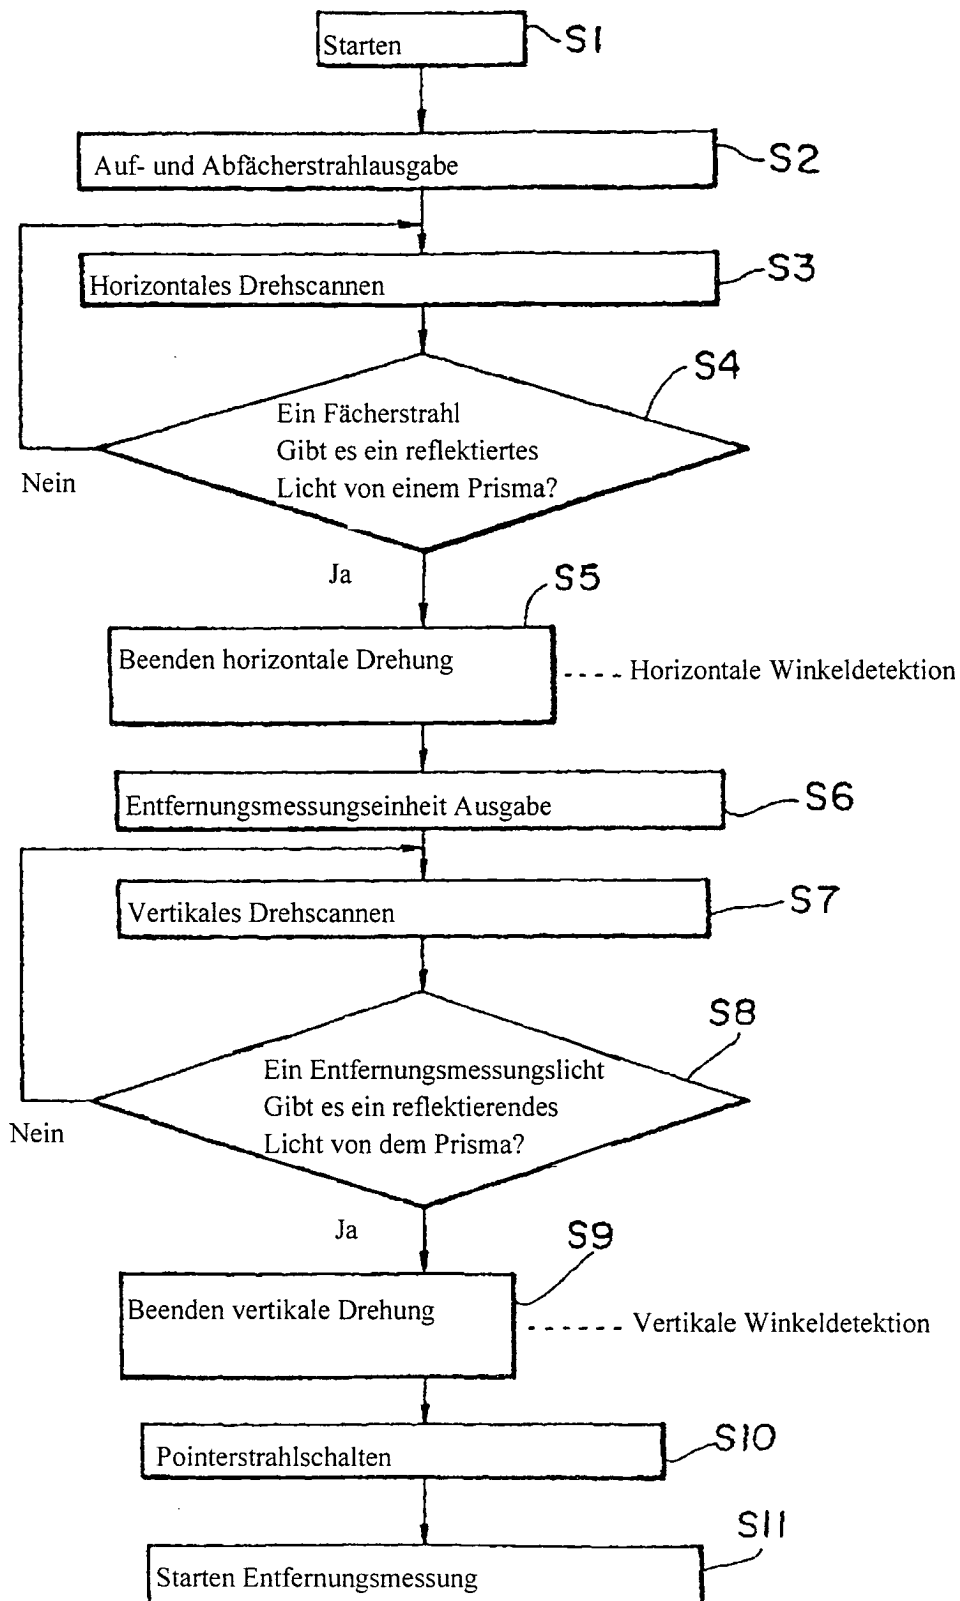 Starten
S1
Auf- und Abfächerstrahlausgabe
S2
Horizontales Drehscannen
S3
S4
Ein Fächerstrahl
Gibt es ein reflektiertes
Licht von einem Prisma?
Nein
Ja
S5
Beenden horizontale Drehung
Horizontale Winkeldetektion
Entfernungsmessungseinheit Ausgabe
S6
Vertikales Drehscannen
S7
S8
Ein Entfernungsmessungslicht
Gibt es ein reflektierendes
Licht von dem Prisma?
Nein
Ja
S9
Beenden vertikale Drehung
Vertikale Winkeldetektion
Pointerstrahlschalten
S10
S11
Starten Entfernungsmessung